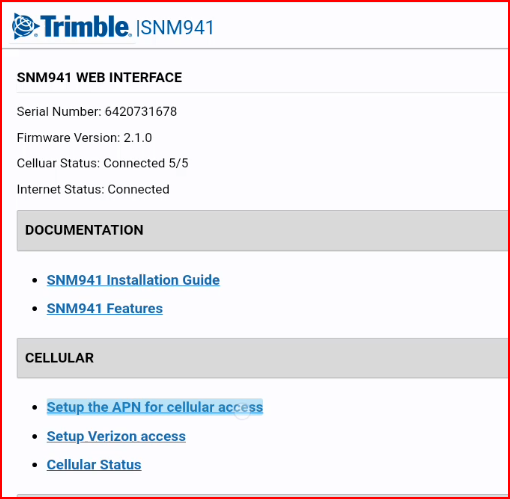 Trimble. |SNM941
SNM941 WEB INTERFACE
Serial Number: 6420731678
Firmware Version: 2.1.0
Celluar Status: Connected 5/5
Internet Status: Connected
DOCUMENTATION
SNM941 Installation Guide
SNM941 Features
CELLULAR
Setup the APN for cellular access
Setup Verizon access
Cellular Status